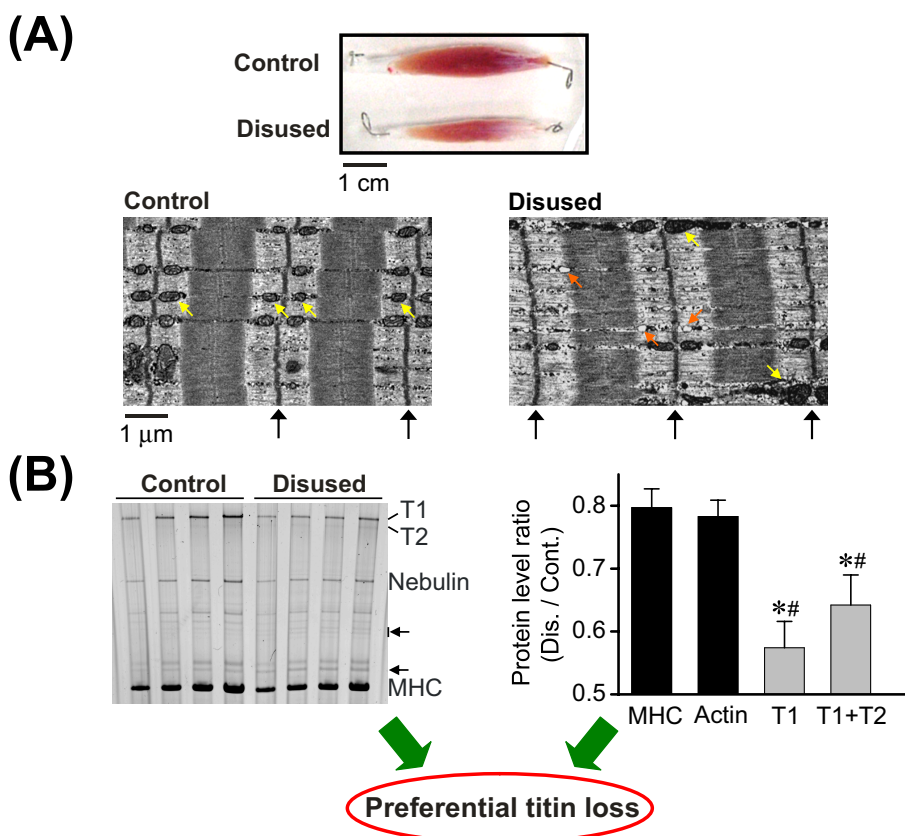 (A)
Control
Disused
1 cm
Control
Disused
1 μm
(B)
Control
Disused
T1
T2
Nebulin
MHC
Protein level ratio
(Dis. / Cont.)
0.8
0.7
0.6
0.5
*#
*#
MHC Actin T1 T1+T2
Preferential titin loss